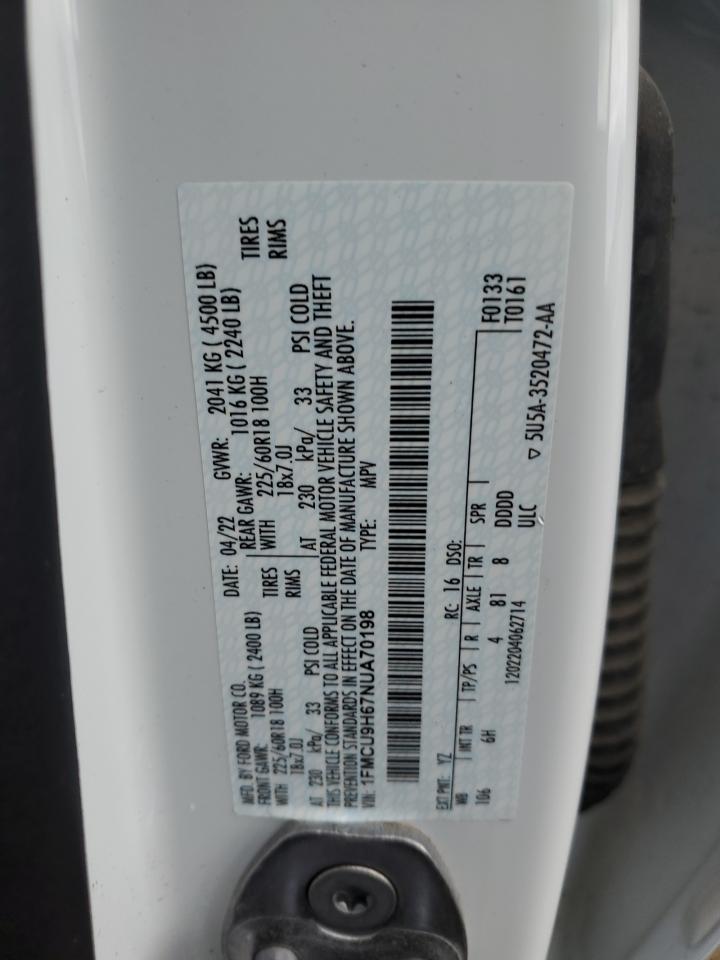 MFD. BY FORD MOTOR CO.
DATE: 04/22 GVWR: 2041 KG ( 4500 LB)
FRONT GAWR: 1089 KG ( 2400 LB) REAR GAWR: 1016 KG ( 2240 LB)
WITH 225/60R18 100H TIRES WITH 225/60R18 100H TIRES
18x7.0J RIMS 18x7.0J RIMS
AT 230 kPa/ 33 PSI COLD AT 230 kPa/ 33 PSI COLD
THIS VEHICLE CONFORMS TO ALL APPLICABLE FEDERAL MOTOR VEHICLE SAFETY AND THEFT
PREVENTION STANDARDS IN EFFECT ON THE DATE OF MANUFACTURE SHOWN ABOVE.
VIN: 1FMCU9H67NUA70198 TYPE: MPV
EXT PNT: YZ RC: 16 DSO: F0133
WB INT TR TP/PS R AXLE TR SPR T0161
106 6H 4 81 8 DDDD
1202204062714 ULC
▽ 5U5A-3520472-AA